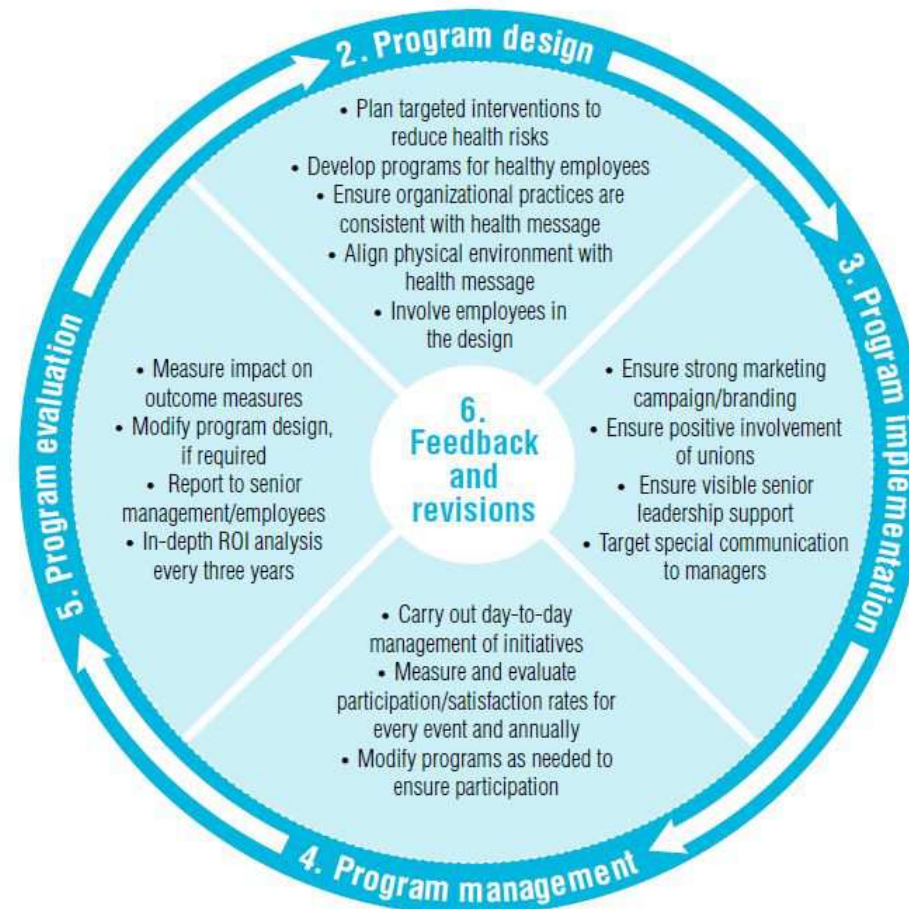 2. Program design
• Plan targeted interventions to
reduce health risks
• Develop programs for healthy employees
• Ensure organizational practices are
consistent with health message
• Align physical environment with
health message
• Involve employees in
the design
3. Program implementation
• Ensure strong marketing
campaign/branding
• Ensure positive involvement
of unions
• Ensure visible senior
leadership support
• Target special communication
to managers
4. Program management
• Carry out day-to-day
management of initiatives
• Measure and evaluate
participation/satisfaction rates for
every event and annually
• Modify programs as needed to
ensure participation
5. Program evaluation
• Measure impact on
outcome measures
• Modify program design,
if required
• Report to senior
management/employees
• In-depth ROI analysis
every three years
6.
Feedback
and
revisions